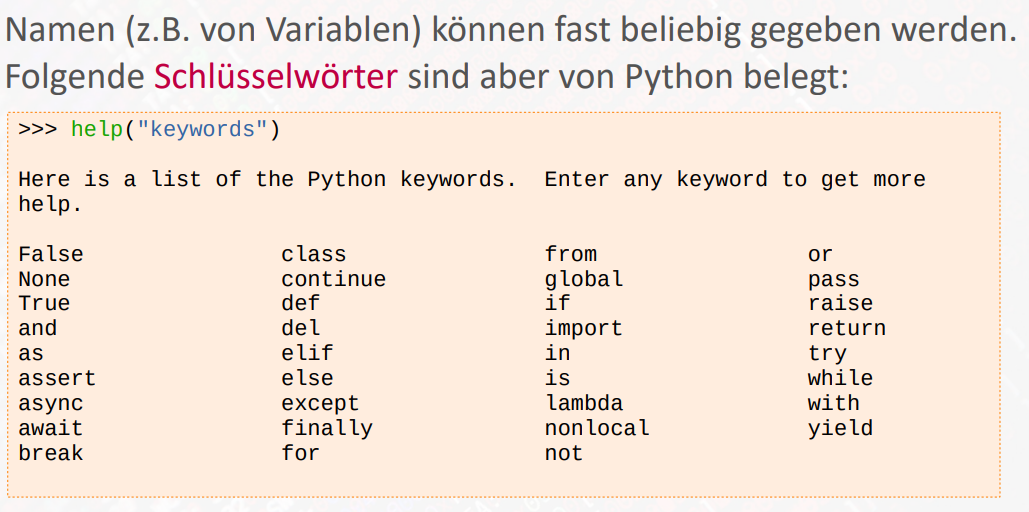 Namen (z.B. von Variablen) können fast beliebig gegeben werden.
Folgende Schlüsselwörter sind aber von Python belegt:
>>> help("keywords")
Here is a list of the Python keywords.  Enter any keyword to get more
help.
False               class               from                or
None                continue            global              pass
True                def                 if                  raise
and                 del                 import              return
as                  elif                in                  try
assert              else                is                  while
async               except              lambda              with
await               finally             nonlocal            yield
break               for                 not